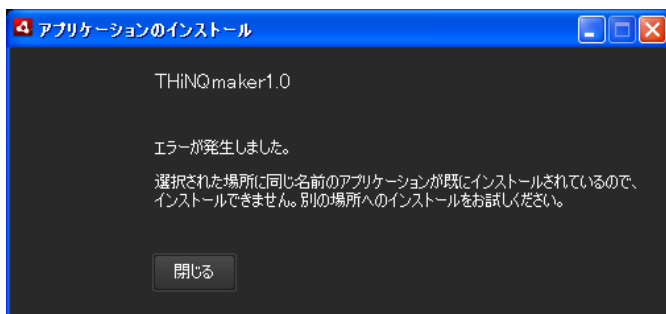 アプリケーションのインストール
THiNQmaker1.0
エラーが発生しました。
選択された場所に同じ名前のアプリケーションが既にインストールされているので、
インストールできません。別の場所へのインストールをお試しください。
閉じる